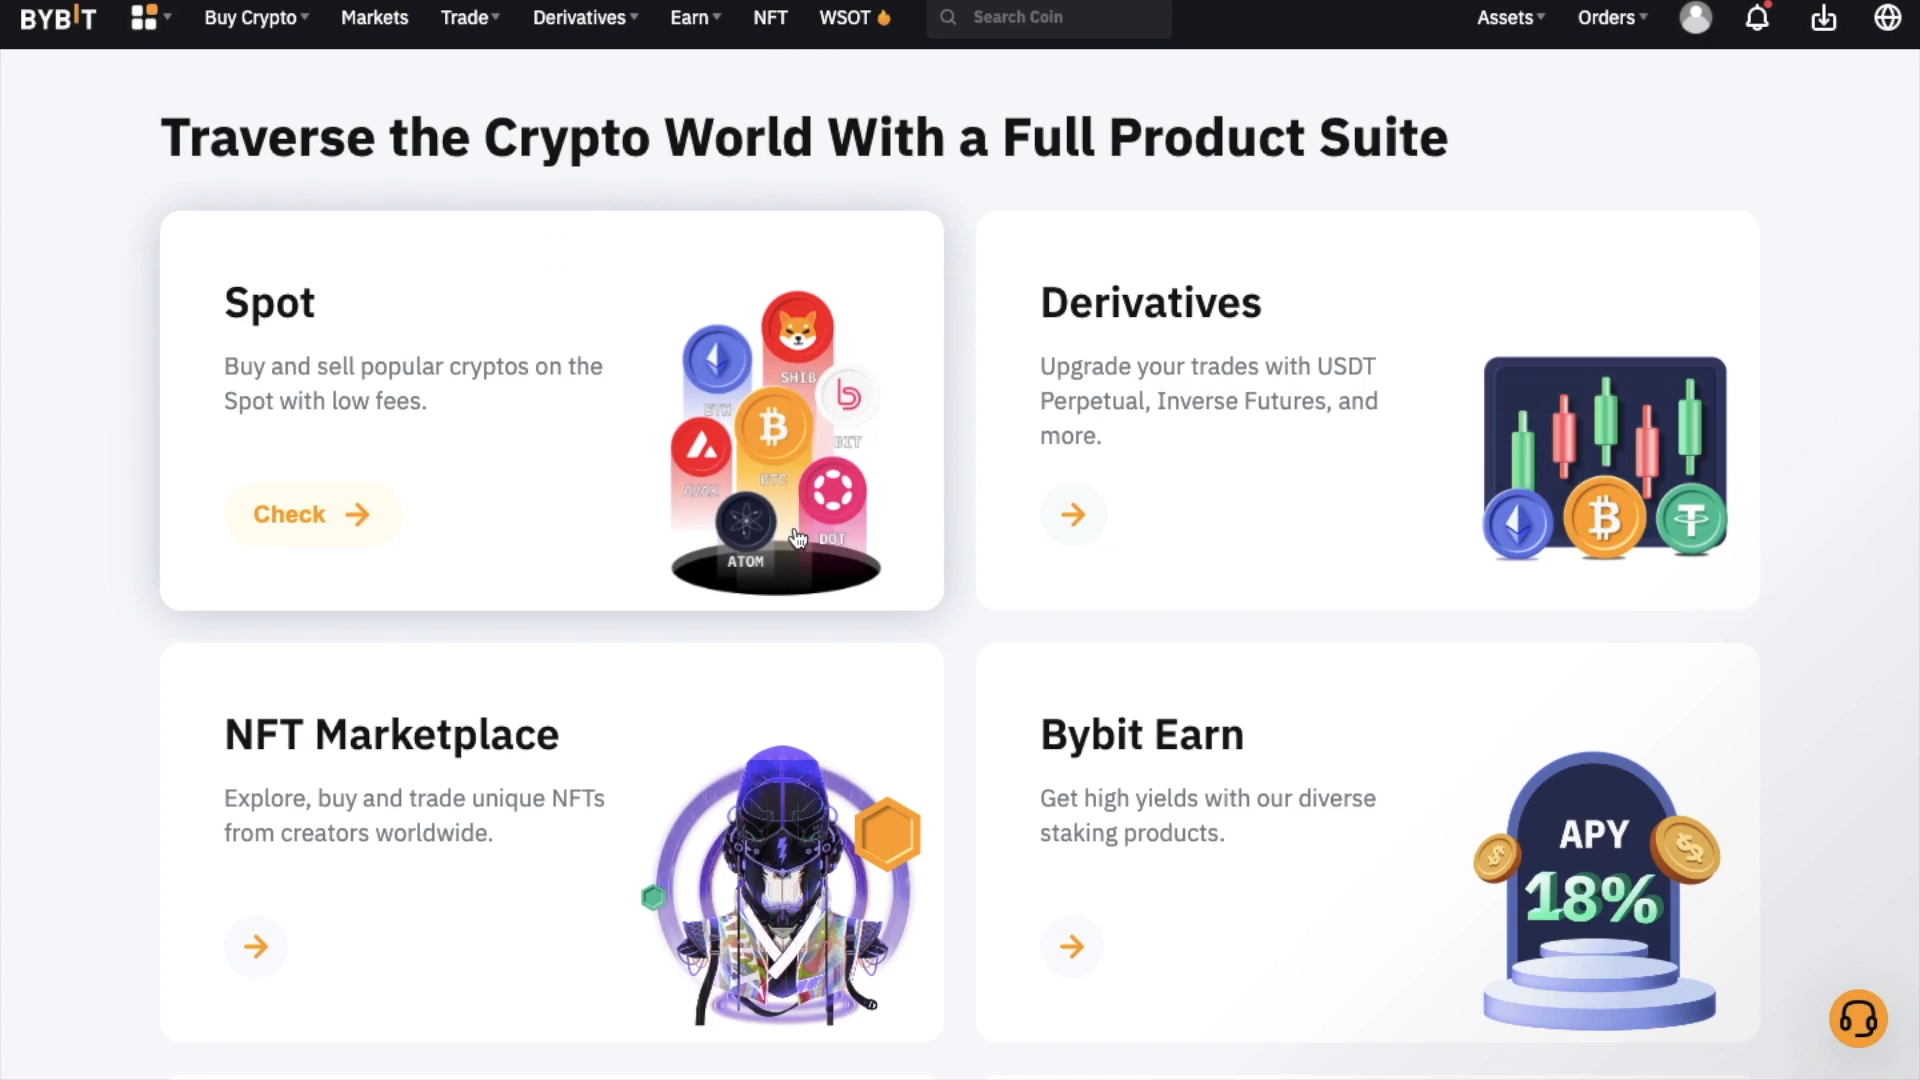 BYBIT
Buy Crypto
Markets
Trade
Derivatives
Earn
NFT
WSOT
Search Coin
Assets
Orders
Traverse the Crypto World With a Full Product Suite
Spot
Buy and sell popular cryptos on the
Spot with low fees.
Check
SHIB
ETH
BIT
BTC
AVAX
DOT
ATOM
Derivatives
Upgrade your trades with USDT
Perpetual, Inverse Futures, and
more.
NFT Marketplace
Explore, buy and trade unique NFTs
from creators worldwide.
Bybit Earn
Get high yields with our diverse
staking products.
APY
18%